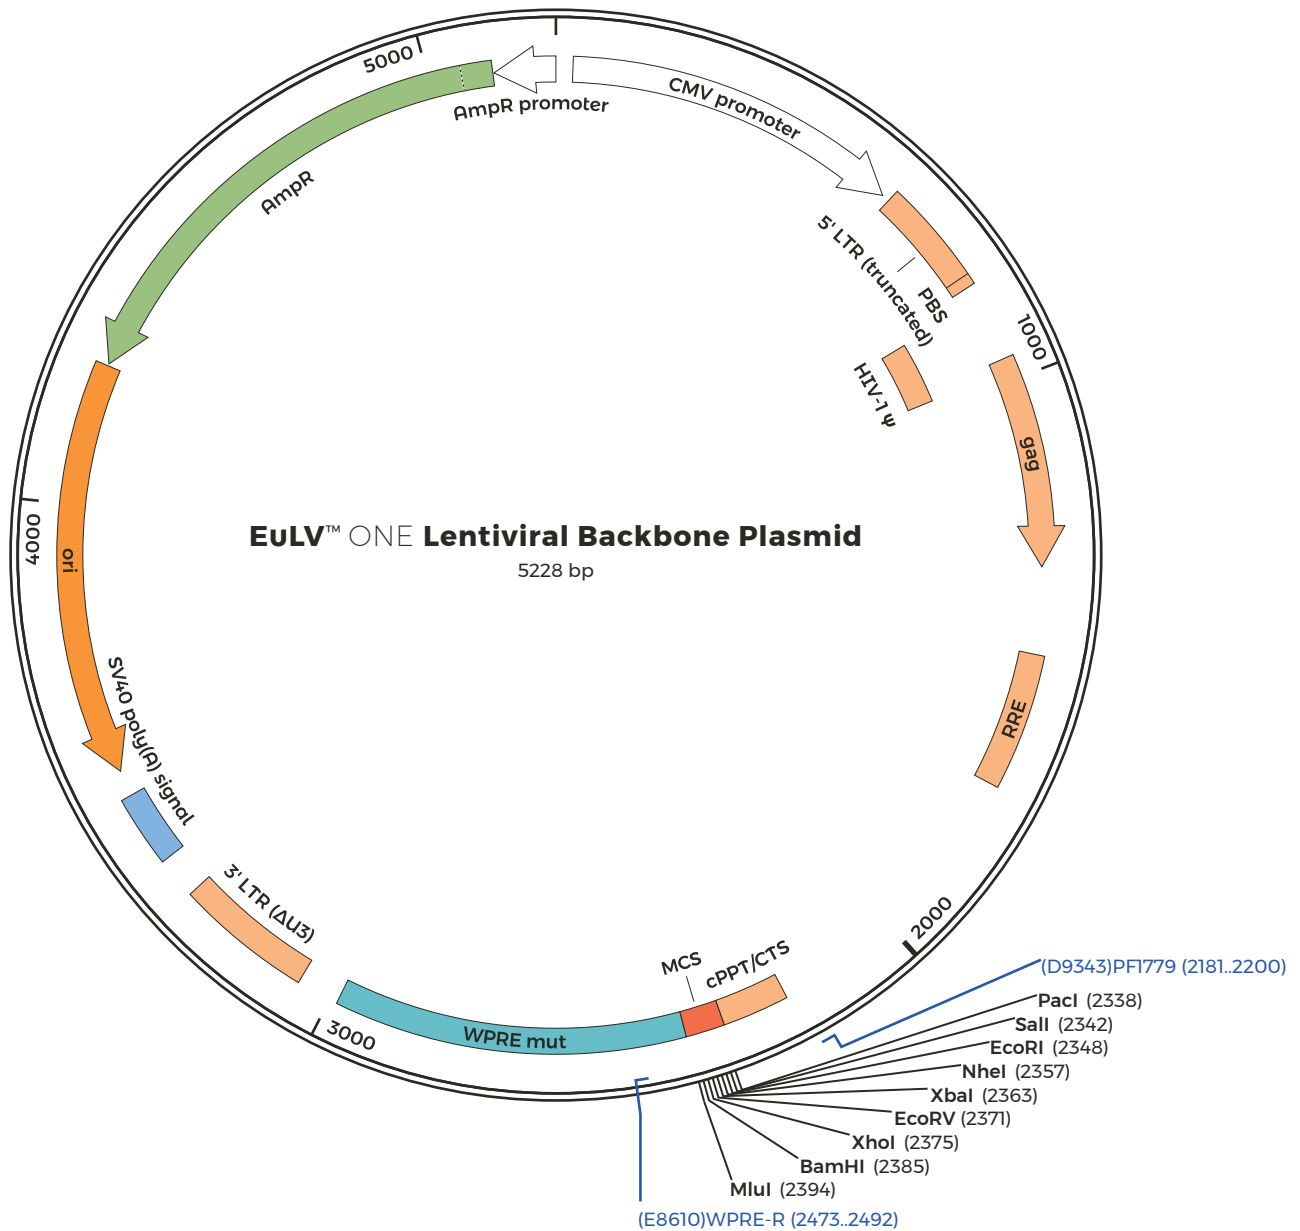 5000
AmpR promoter
CMV promoter
AmpR
5' LTR (truncated)
PBS
1000
HIV-1 Ψ
gag
EuLV™ ONE Lentiviral Backbone Plasmid
5228 bp
4000
ori
RRE
SV40 poly(A) signal
3' LTR (ΔU3)
2000
MCS
cPPT/CTS
WPRE mut
3000
(D9343)PF1779 (2181..2200)
PacI (2338)
SalI (2342)
EcoRI (2348)
NheI (2357)
XbaI (2363)
EcoRV (2371)
XhoI (2375)
BamHI (2385)
MluI (2394)
(E8610)WPRE-R (2473..2492)